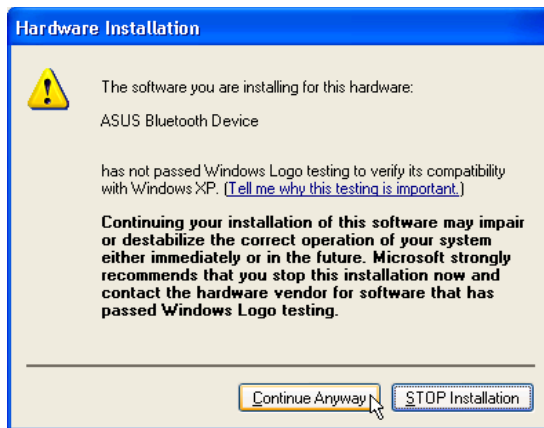 Hardware Installation
The software you are installing for this hardware:
ASUS Bluetooth Device
has not passed Windows Logo testing to verify its compatibility
with Windows XP. (Tell me why this testing is important.)
Continuing your installation of this software may impair
or destabilize the correct operation of your system
either immediately or in the future. Microsoft strongly
recommends that you stop this installation now and
contact the hardware vendor for software that has
passed Windows Logo testing.
Continue Anyway STOP Installation